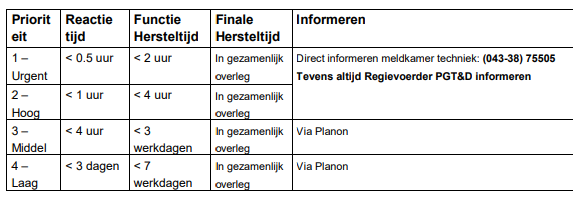 Priorit Reactie Functie Finale Informeren
eit tijd Hersteltijd Hersteltijd
1 – < 0.5 uur < 2 uur In gezamenlijk Direct informeren meldkamer techniek: (043-38) 75505
Urgent overleg Tevens altijd Regievoerder PGT&D informeren
2 – < 1 uur < 4 uur In gezamenlijk
Hoog overleg
3 – < 4 uur < 3 In gezamenlijk Via Planon
Middel werkdagen overleg
4 – < 3 dagen < 7 In gezamenlijk Via Planon
Laag werkdagen overleg